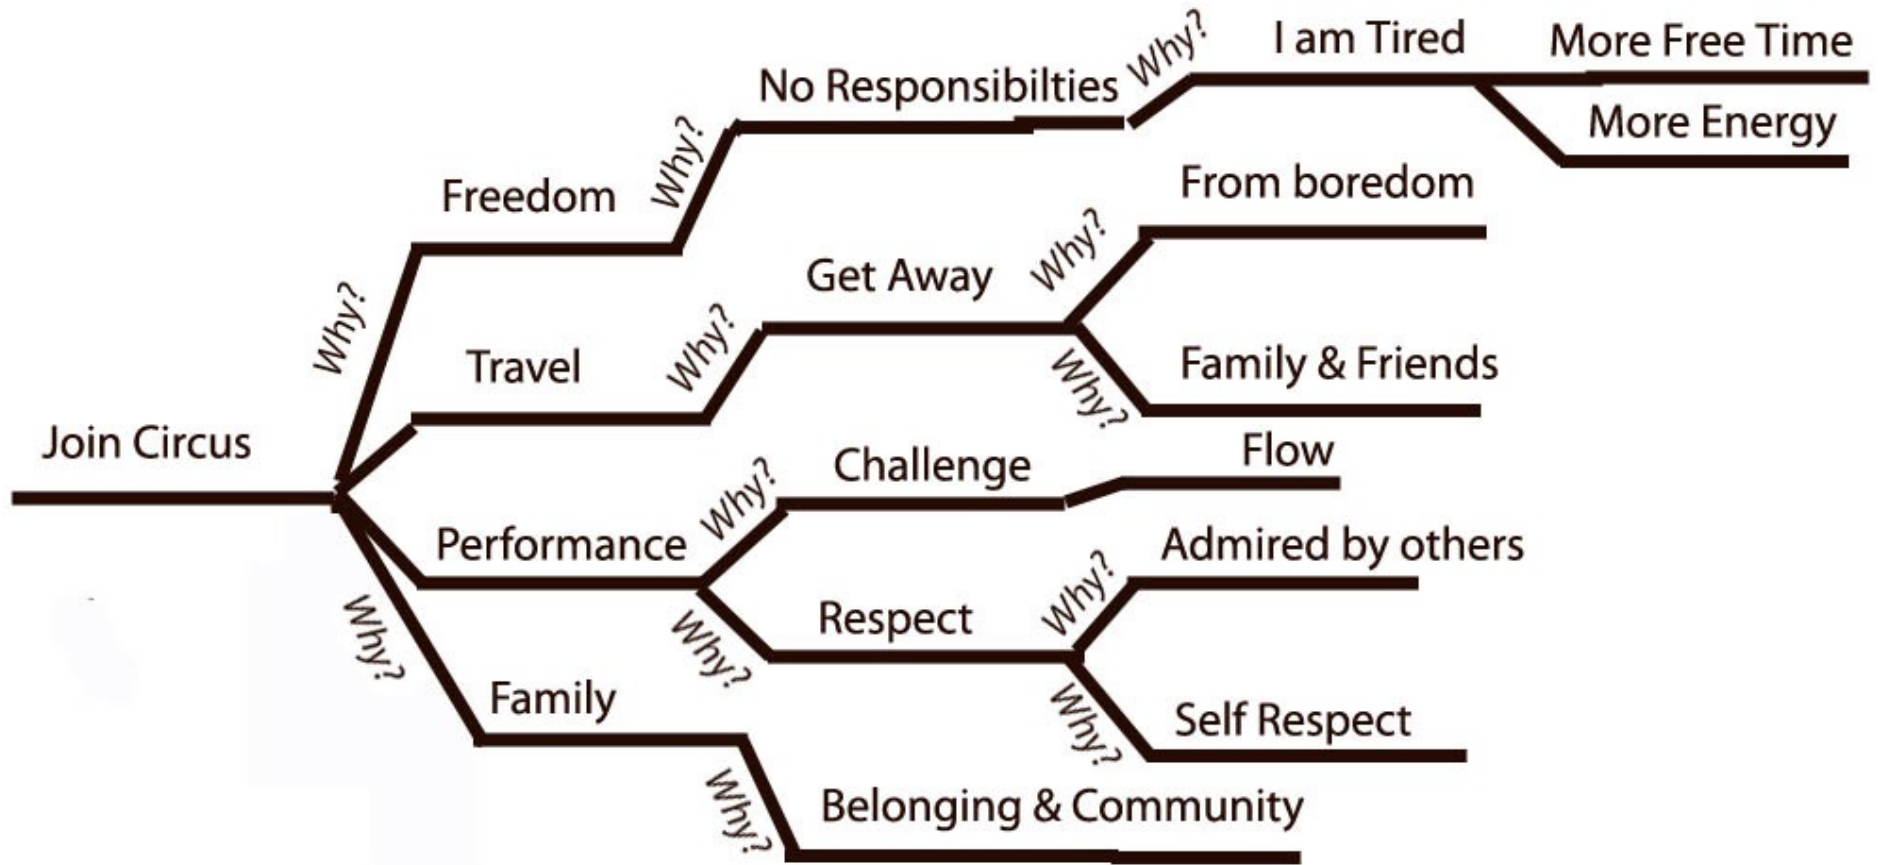 Join Circus
Why?
Freedom
Why?
No Responsibilties
Why?
I am Tired
More Free Time
More Energy
Travel
Why?
Get Away
Why?
From boredom
Why?
Family & Friends
Performance
Why?
Challenge
Flow
Why?
Respect
Why?
Admired by others
Why?
Self Respect
Why?
Family
Why?
Belonging & Community